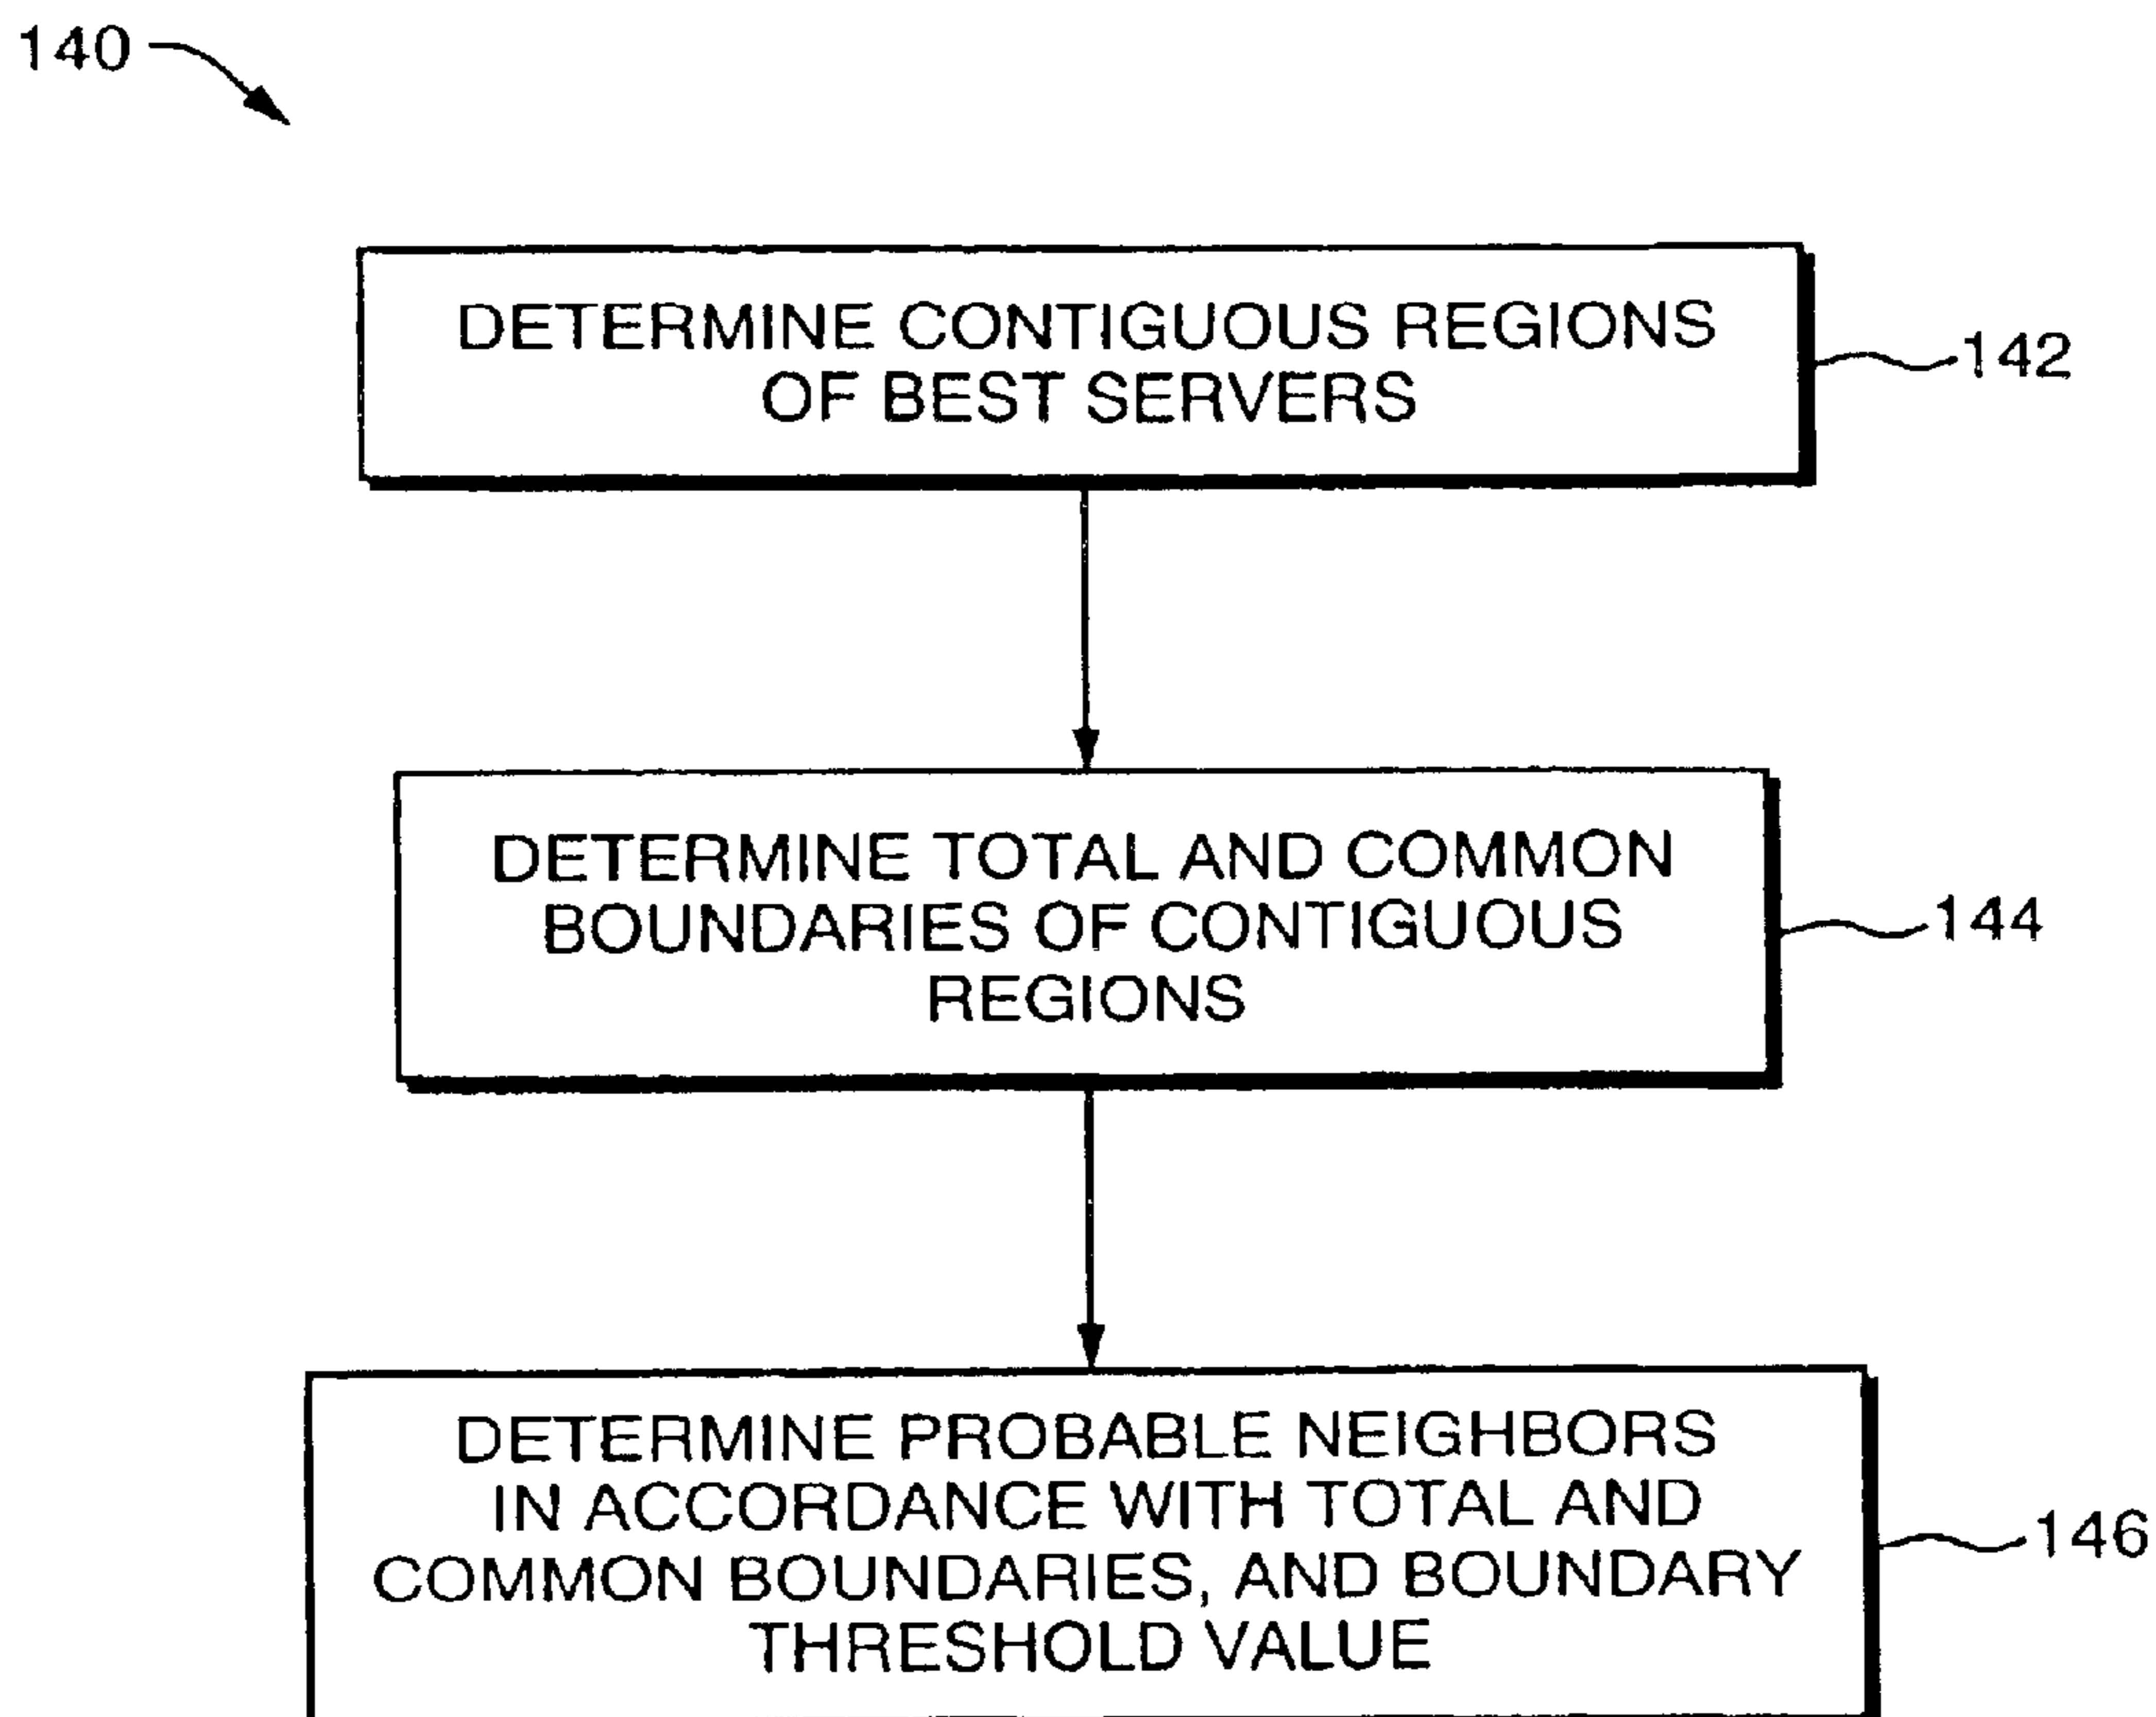 140
DETERMINE CONTIGUOUS REGIONS
OF BEST SERVERS
142
DETERMINE TOTAL AND COMMON
BOUNDARIES OF CONTIGUOUS
REGIONS
144
DETERMINE PROBABLE NEIGHBORS
IN ACCORDANCE WITH TOTAL AND
COMMON BOUNDARIES, AND BOUNDARY
THRESHOLD VALUE
146